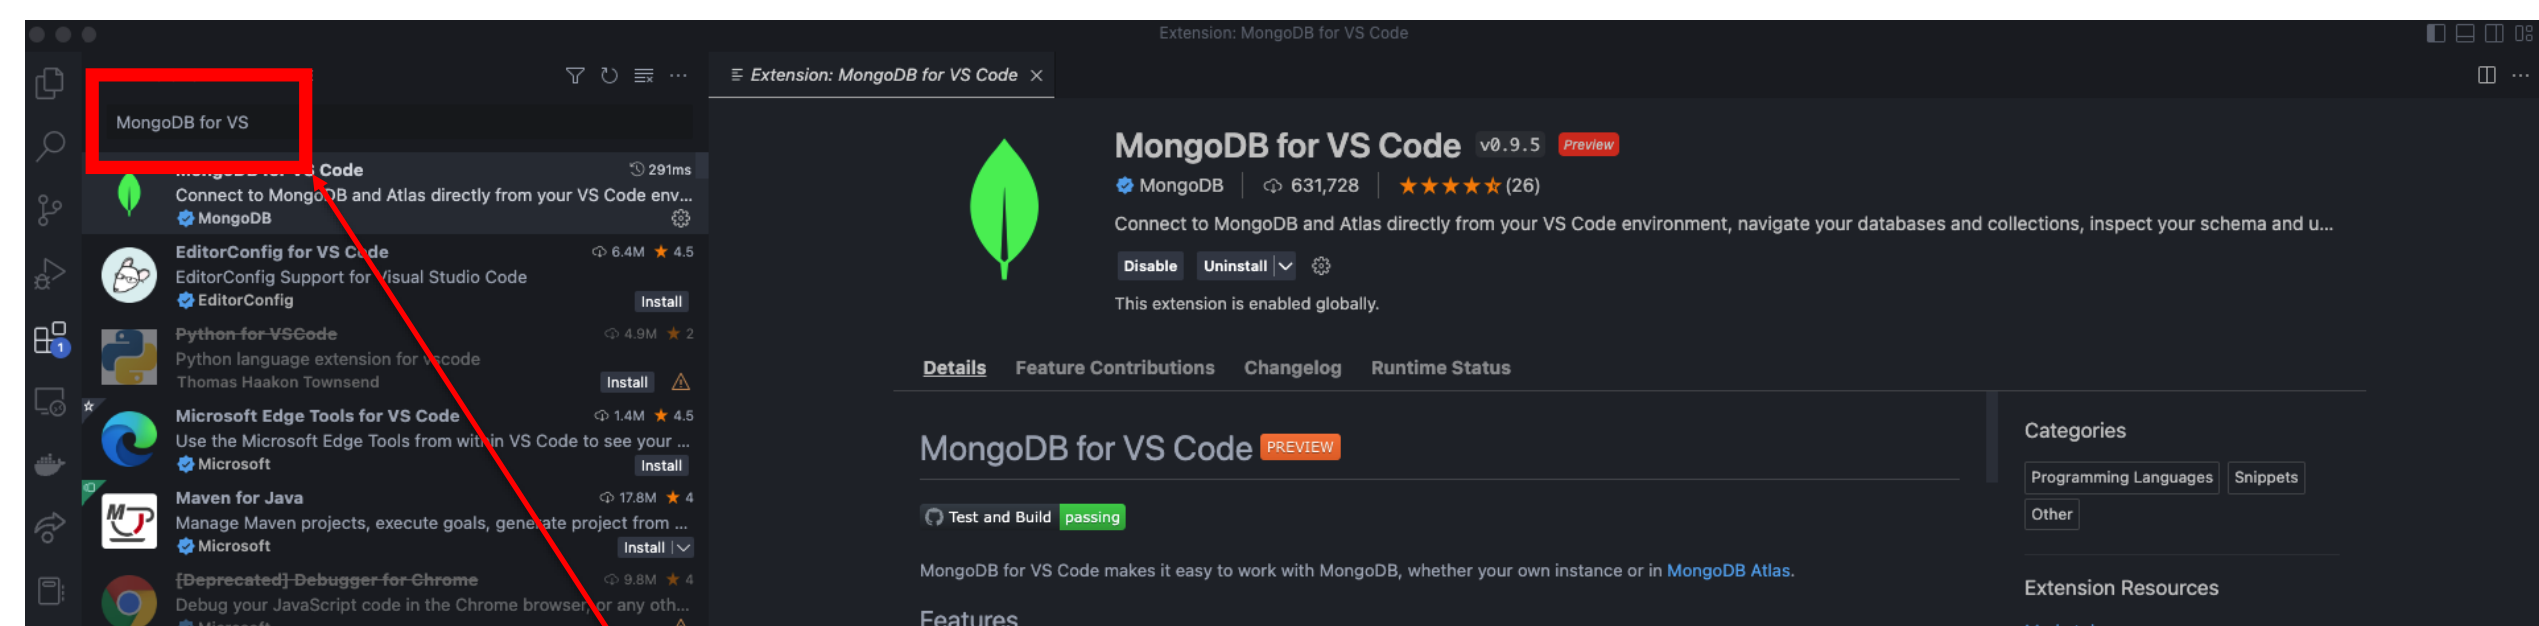 Extension: MongoDB for VS Code
Extension: MongoDB for VS Code
MongoDB for VS
MongoDB for VS Code
291ms
Connect to MongoDB and Atlas directly from your VS Code env...
MongoDB
EditorConfig for VS Code
6.4M ★ 4.5
EditorConfig Support for Visual Studio Code
EditorConfig
Install
Python for VSCode
4.9M ★ 2
Python language extension for vscode
Thomas Haakon Townsend
Install
1
Microsoft Edge Tools for VS Code
1.4M ★ 4.5
Use the Microsoft Edge Tools from within VS Code to see your ...
Microsoft
Install
Maven for Java
17.8M ★ 4
Manage Maven projects, execute goals, generate project from ...
Microsoft
Install
[Deprecated] Debugger for Chrome
9.8M ★ 4
Debug your JavaScript code in the Chrome browser, or any oth...
Microsoft
MongoDB for VS Code v0.9.5 Preview
MongoDB 631,728 (26)
Connect to MongoDB and Atlas directly from your VS Code environment, navigate your databases and collections, inspect your schema and u...
Disable Uninstall
This extension is enabled globally.
Details Feature Contributions Changelog Runtime Status
MongoDB for VS Code PREVIEW
Test and Build passing
MongoDB for VS Code makes it easy to work with MongoDB, whether your own instance or in MongoDB Atlas.
Features
Categories
Programming Languages Snippets
Other
Extension Resources